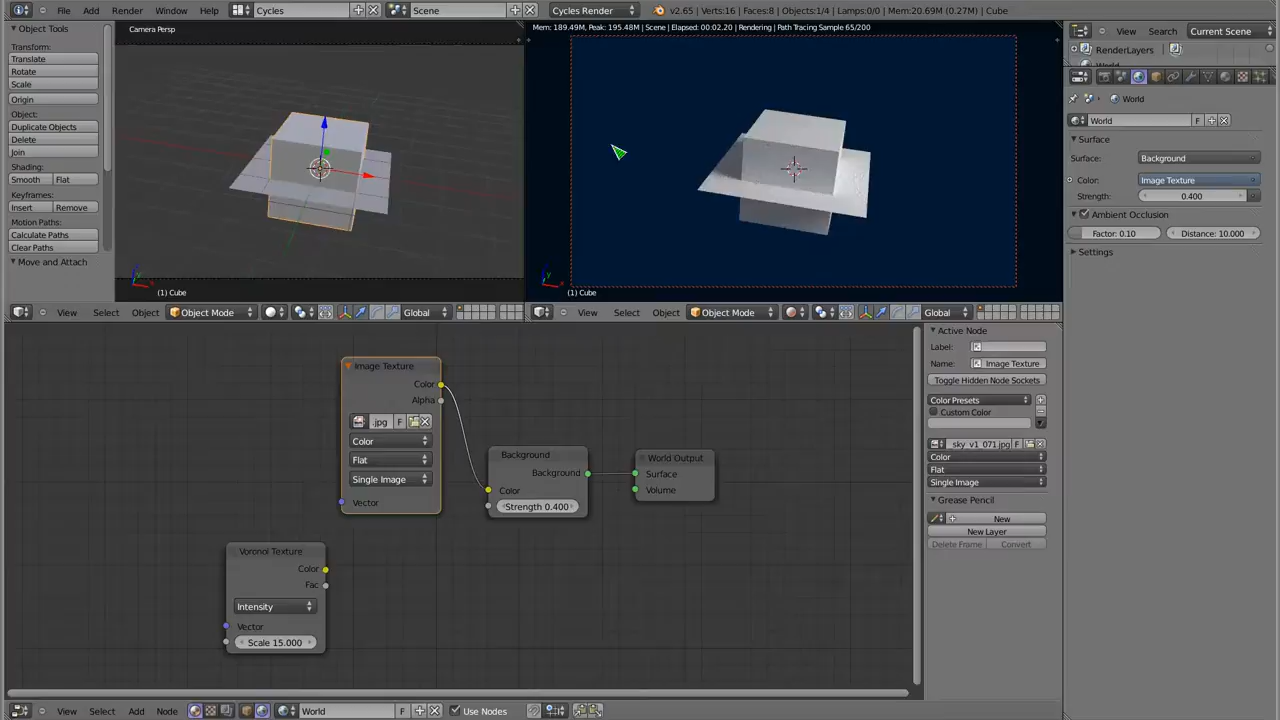 File Add Render Window Help Cycles Scene Cycles Render v2.65 | Verts:16 | Faces:8 | Objects:1/4 | Lamps:0/0 | Mem:20.69M (0.27M) | Cube
Object Tools
Transform:
Translate
Rotate
Scale
Origin
Object:
Duplicate Objects
Delete
Join
Shading:
Smooth Flat
Keyframes:
Insert Remove
Motion Paths:
Calculate Paths
Clear Paths
Move and Attach
Camera Persp
(1) Cube
View Select Object Object Mode Global
Mem: 189.49M, Peak: 195.48M | Scene | Elapsed: 00:02.20 | Rendering | Path Tracing Sample 65/200
(1) Cube
View Select Object Object Mode Global
View Search Current Scene
RenderLayers
World
World
World F
Surface
Surface: Background
Color: Image Texture
Strength: 0.400
Ambient Occlusion
Factor: 0.10 Distance: 10.000
Settings
Image Texture
Color
Alpha
.jpg F
Color
Flat
Single Image
Vector
Background
Background
Color
Strength 0.400
World Output
Surface
Volume
Voronoi Texture
Color
Fac
Intensity
Vector
Scale 15.000
Active Node
Label:
Name: Image Texture
Toggle Hidden Node Sockets
Color Presets
Custom Color
sky_v1_071.jpg F
Color
Flat
Single Image
Grease Pencil
New
New Layer
Delete Frame Convert
View Select Add Node World F Use Nodes